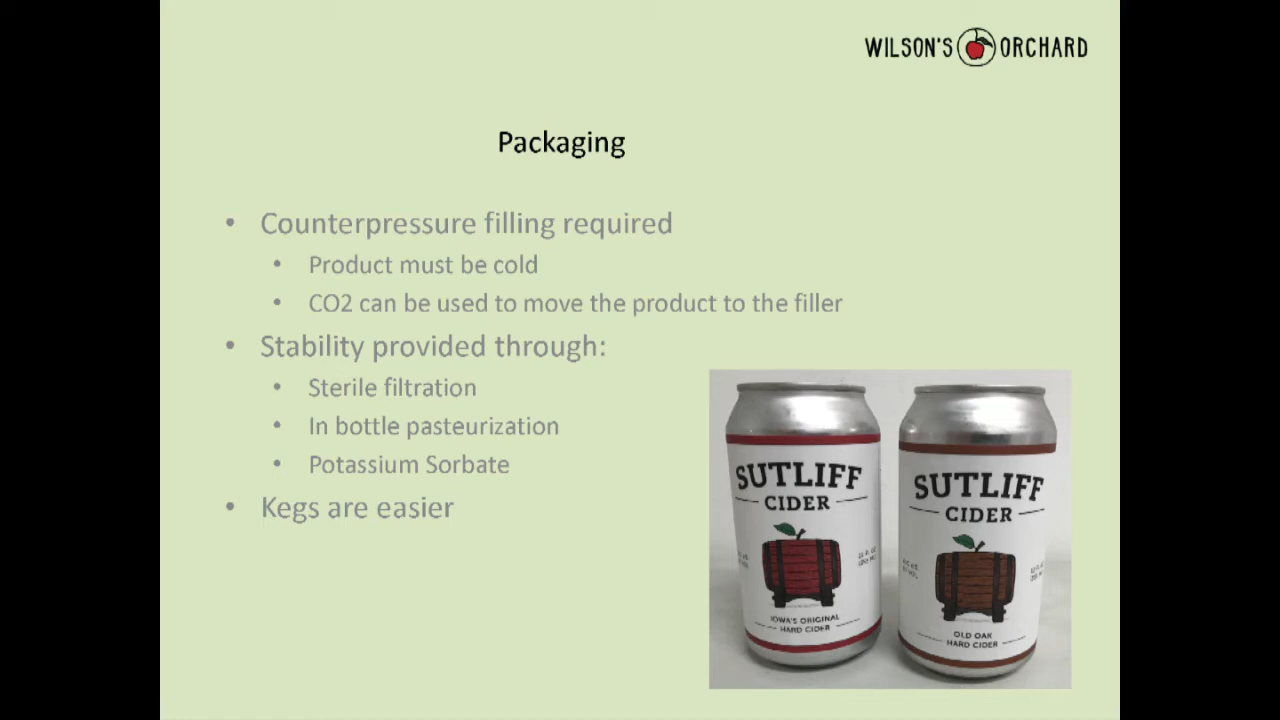 WILSON'S ORCHARD
Packaging
• Counterpressure filling required
• Product must be cold
• CO2 can be used to move the product to the filler
• Stability provided through:
• Sterile filtration
• In bottle pasteurization
• Potassium Sorbate
• Kegs are easier
SUTLIFF
CIDER
IOWA'S ORIGINAL
HARD CIDER
SUTLIFF
CIDER
OLD OAK
HARD CIDER